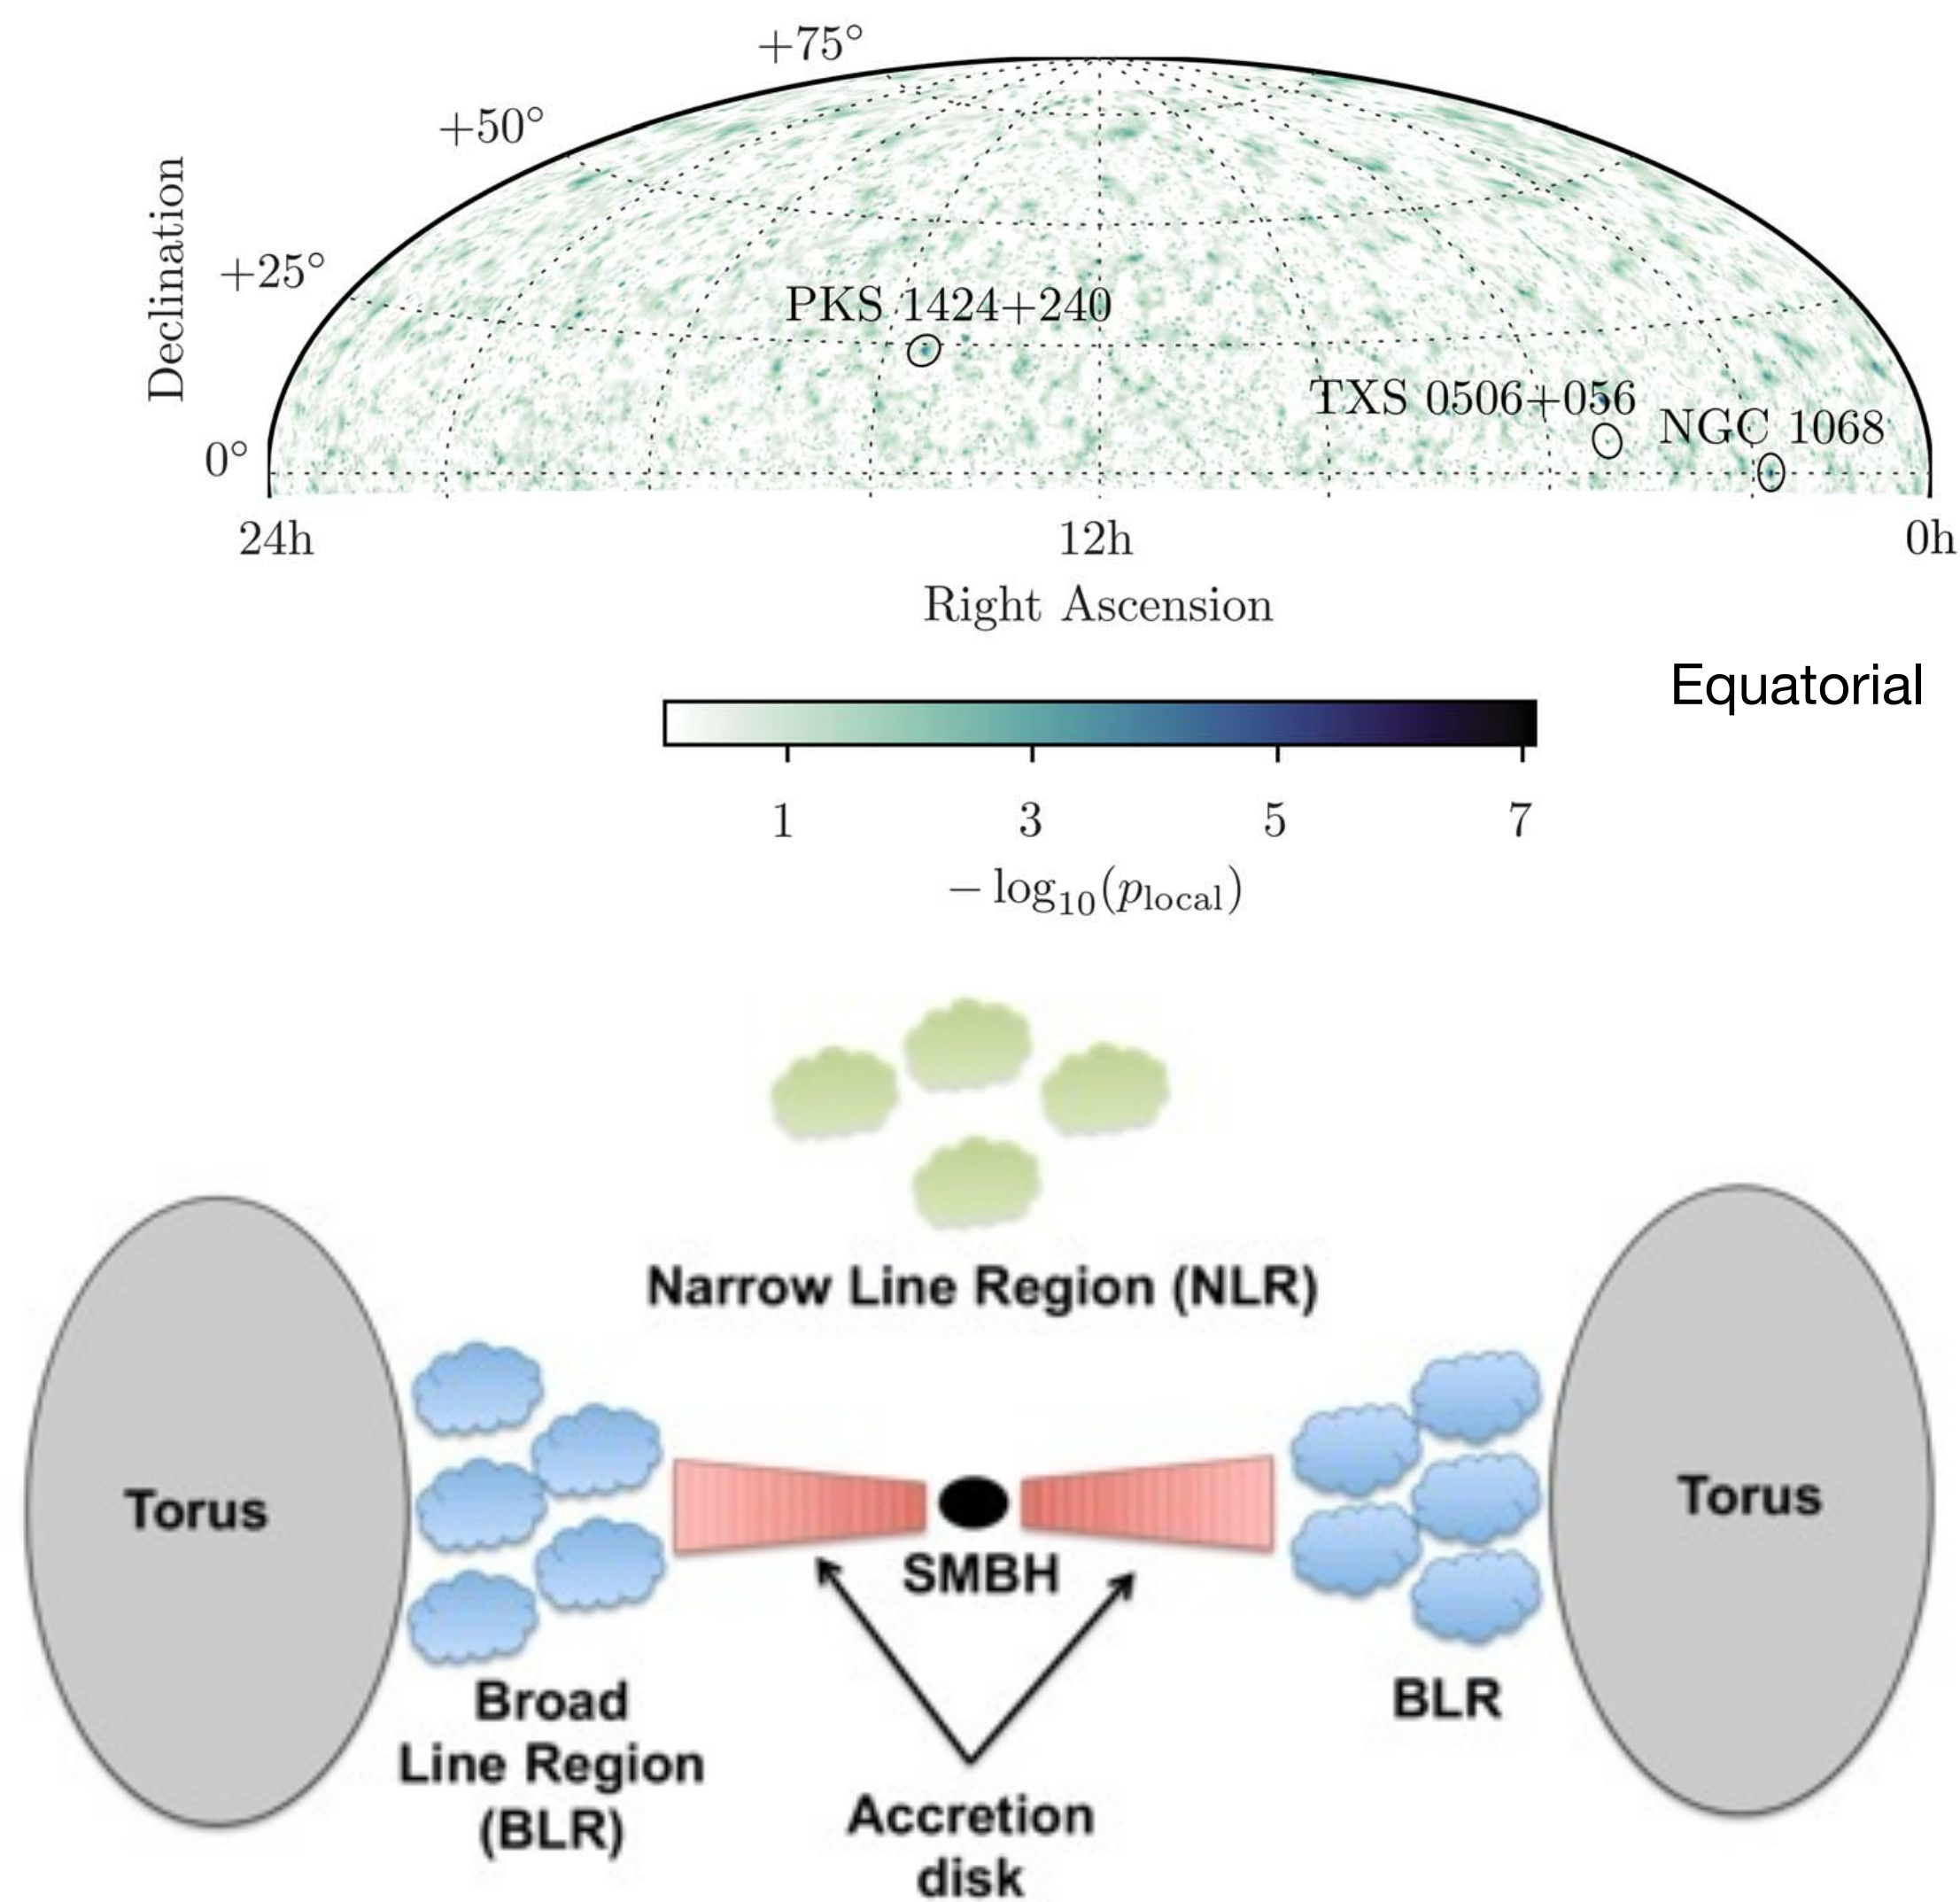 +75°
+50°
+25°
0°
Declination
PKS 1424+240
TXS 0506+056
NGC 1068
24h
12h
0h
Right Ascension
Equatorial
1
3
5
7
− log₁₀(p_local)
Narrow Line Region (NLR)
Torus
Torus
SMBH
Broad
Line Region
(BLR)
BLR
Accretion
disk